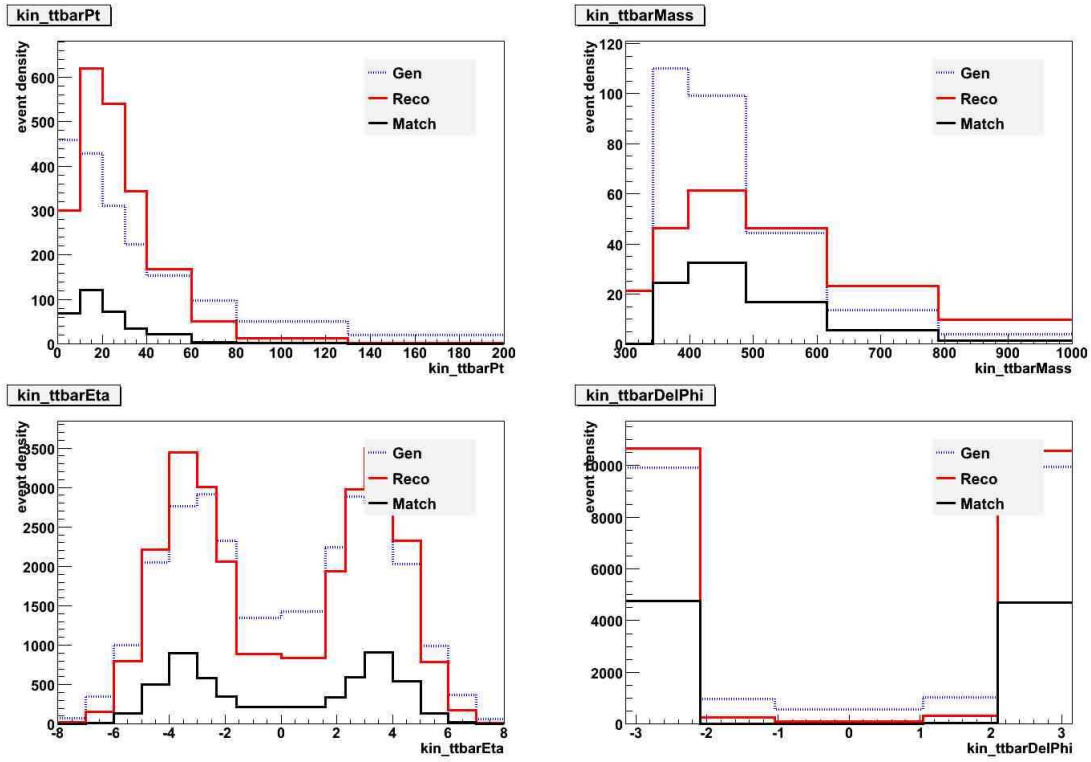 kin_ttbarPt
event density
600
500
400
300
200
100
0
0 20 40 60 80 100 120 140 160 180 200
kin_ttbarPt
Gen
Reco
Match
kin_ttbarMass
event density
120
100
80
60
40
20
0
300 400 500 600 700 800 900 1000
kin_ttbarMass
Gen
Reco
Match
kin_ttbarEta
event density
3500
3000
2500
2000
1500
1000
500
0
-8 -6 -4 -2 0 2 4 6 8
kin_ttbarEta
Gen
Reco
Match
kin_ttbarDelPhi
event density
10000
8000
6000
4000
2000
0
-3 -2 -1 0 1 2 3
kin_ttbarDelPhi
Gen
Reco
Match